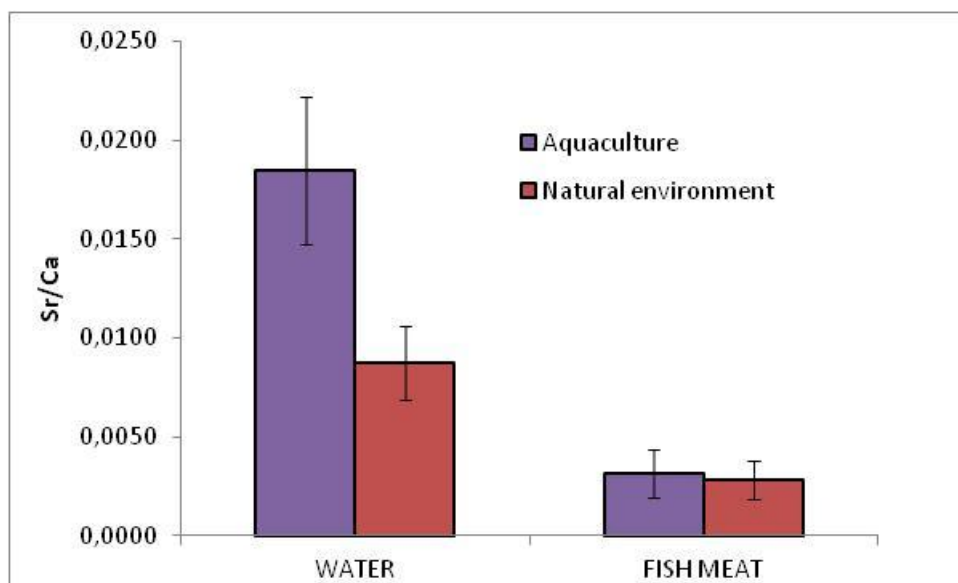 0,0250
0,0200
0,0150
0,0100
0,0050
0,0000
Sr/Ca
Aquaculture
Natural environment
WATER
FISH MEAT